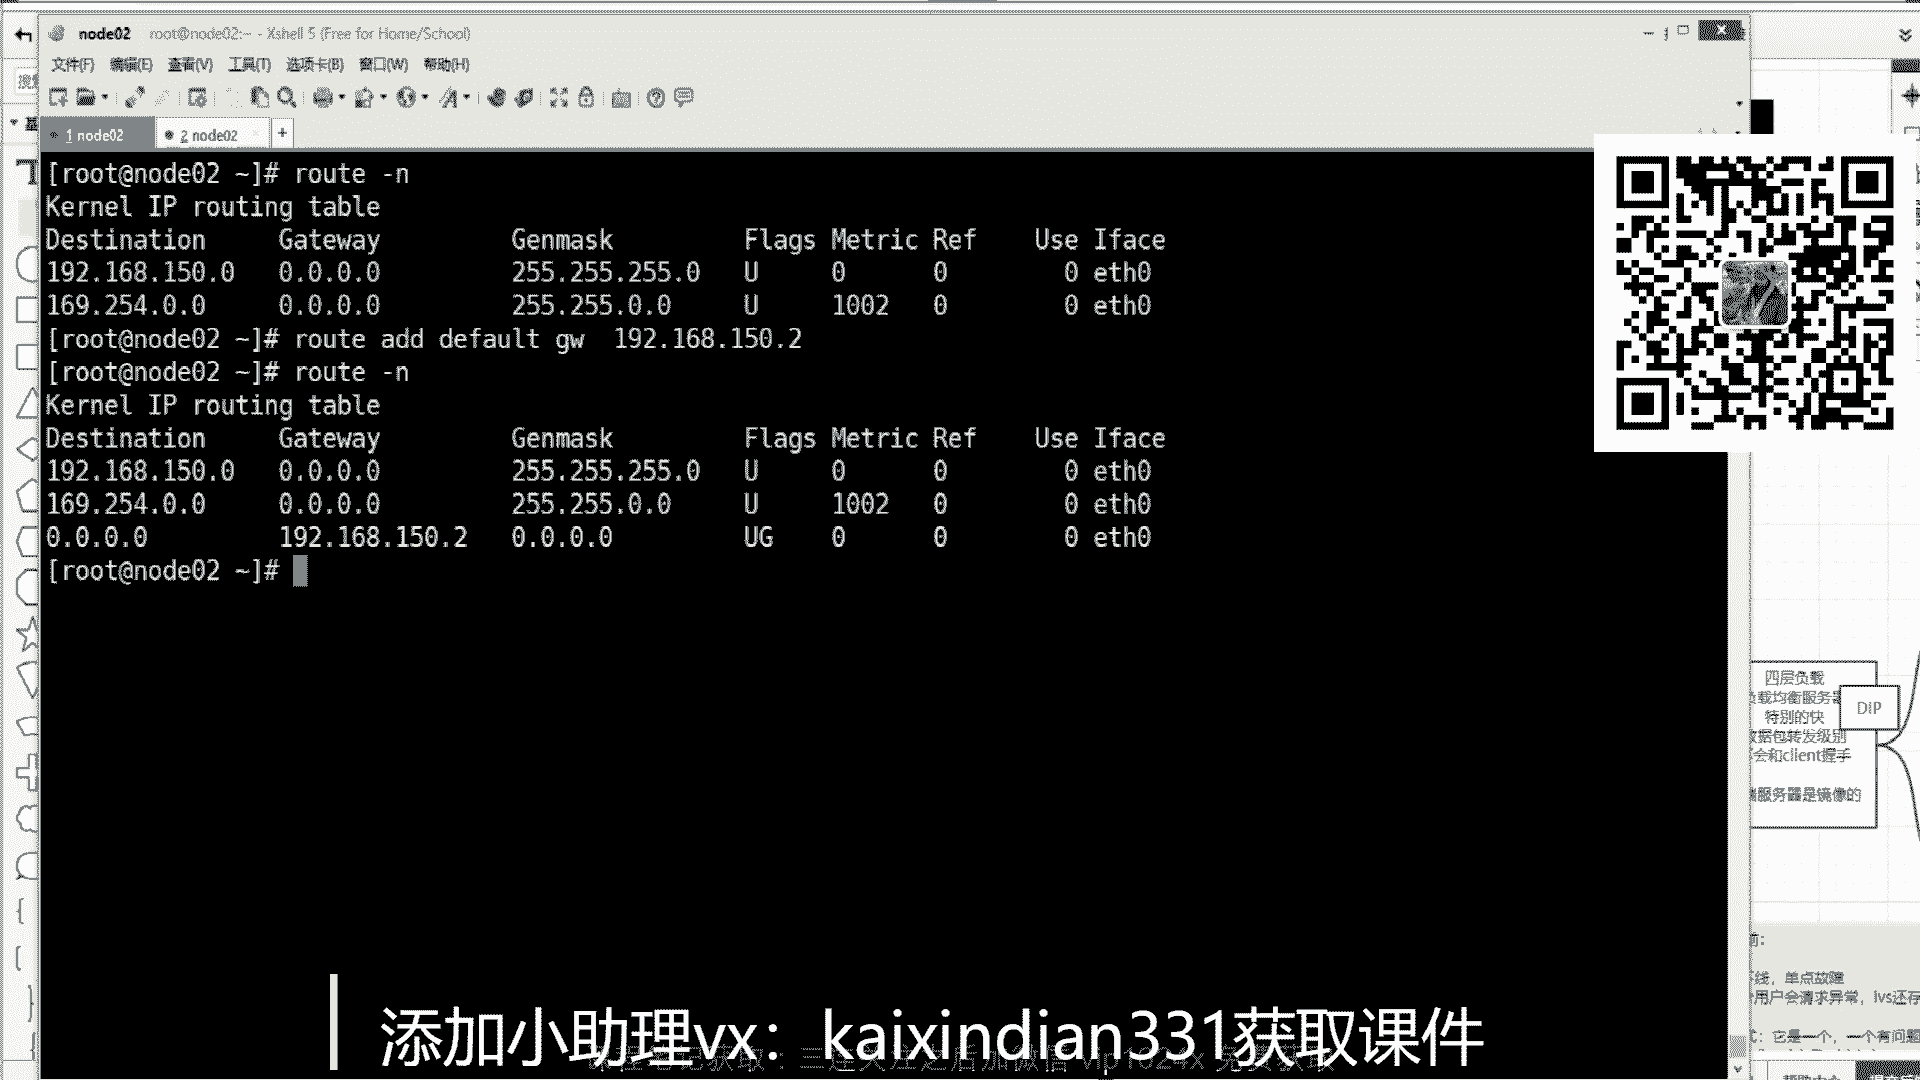 node02 root@node02:~ - Xshell 5 (Free for Home/School)
文件(F) 编辑(E) 查看(V) 工具(T) 选项卡(B) 窗口(W) 帮助(H)
1 node02 2 node02 +
[root@node02 ~]# route -n
Kernel IP routing table
Destination Gateway Genmask Flags Metric Ref Use Iface
192.168.150.0 0.0.0.0 255.255.255.0 U 0 0 0 eth0
169.254.0.0 0.0.0.0 255.255.0.0 U 1002 0 0 eth0
[root@node02 ~]# route add default gw 192.168.150.2
[root@node02 ~]# route -n
Kernel IP routing table
Destination Gateway Genmask Flags Metric Ref Use Iface
192.168.150.0 0.0.0.0 255.255.255.0 U 0 0 0 eth0
169.254.0.0 0.0.0.0 255.255.0.0 U 1002 0 0 eth0
0.0.0.0 192.168.150.2 0.0.0.0 UG 0 0 0 eth0
[root@node02 ~]#
四层负载
负载均衡服务器
特别的快
数据包转发级别
会和client握手
服务器是镜像的
DIP
线，单点故障
用户会请求异常，lvs还存
它是一个，一个有问题
添加小助理vx：kaixindian331获取课件